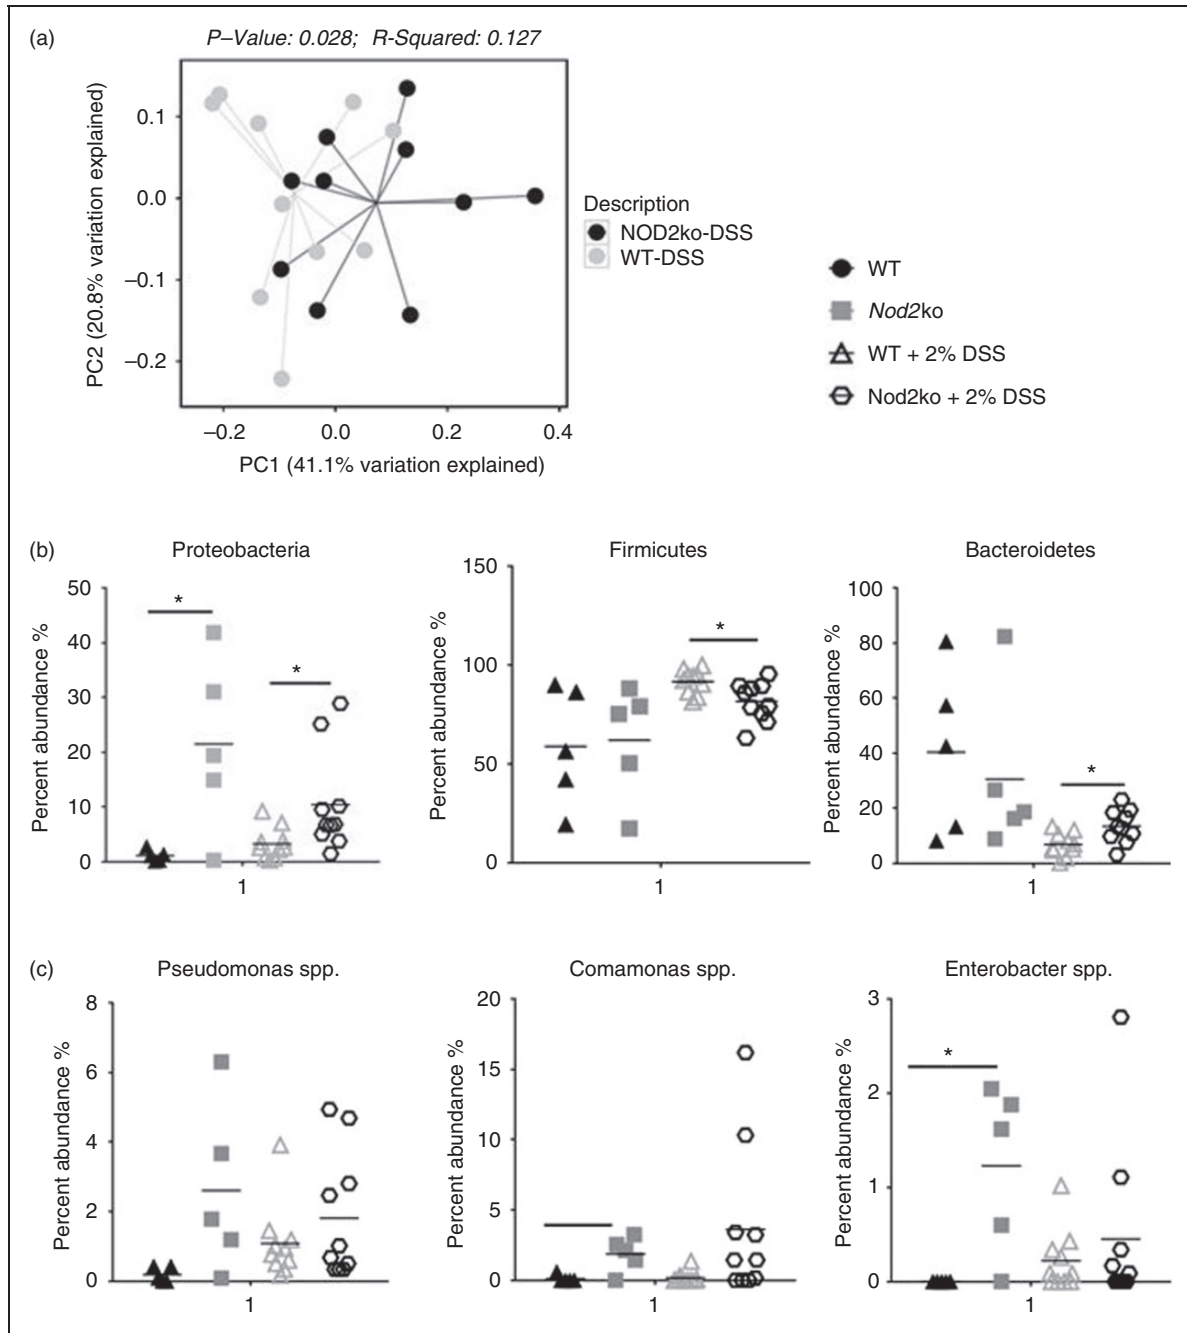 (a)
P–Value: 0.028; R-Squared: 0.127
PC2 (20.8% variation explained)
0.1
0.0
–0.1
–0.2
–0.2 0.0 0.2 0.4
PC1 (41.1% variation explained)
Description
NOD2ko-DSS
WT-DSS
WT
Nod2ko
WT + 2% DSS
Nod2ko + 2% DSS
(b)
Proteobacteria
Percent abundance %
50
40
30
20
10
0
*
*
1
Firmicutes
Percent abundance %
150
100
50
0
*
1
Bacteroidetes
Percent abundance %
100
80
60
40
20
0
*
1
(c)
Pseudomonas spp.
Percent abundance %
8
6
4
2
0
1
Comamonas spp.
Percent abundance %
20
15
10
5
0
1
Enterobacter spp.
Percent abundance %
3
2
1
0
*
1